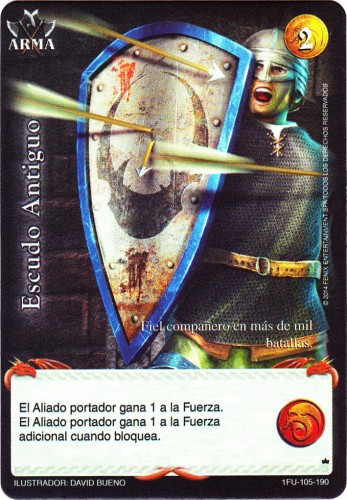 ARMA
2
Escudo Antiguo
© 2014 FENIX ENTERTAINMENT SPA TODOS LOS DERECHOS RESERVADOS
Fiel compañero en más de mil
batallas.
El Aliado portador gana 1 a la Fuerza.
El Aliado portador gana 1 a la Fuerza
adicional cuando bloquea.
ILUSTRADOR: DAVID BUENO
1FU-105-190